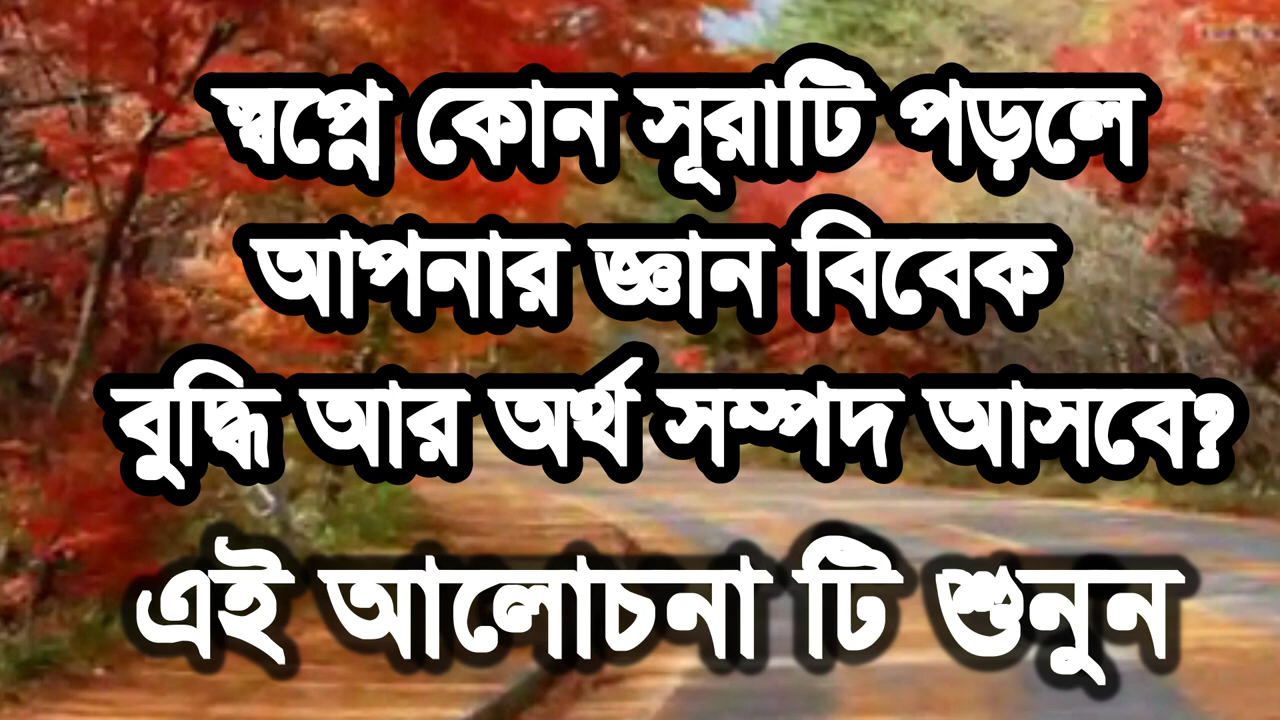 স্বপ্নে কোন সূরাটি পড়লে
আপনার জ্ঞান বিবেক
বুদ্ধি আর অর্থ সম্পদ আসবে?
এই আলোচনা টি শুনুন